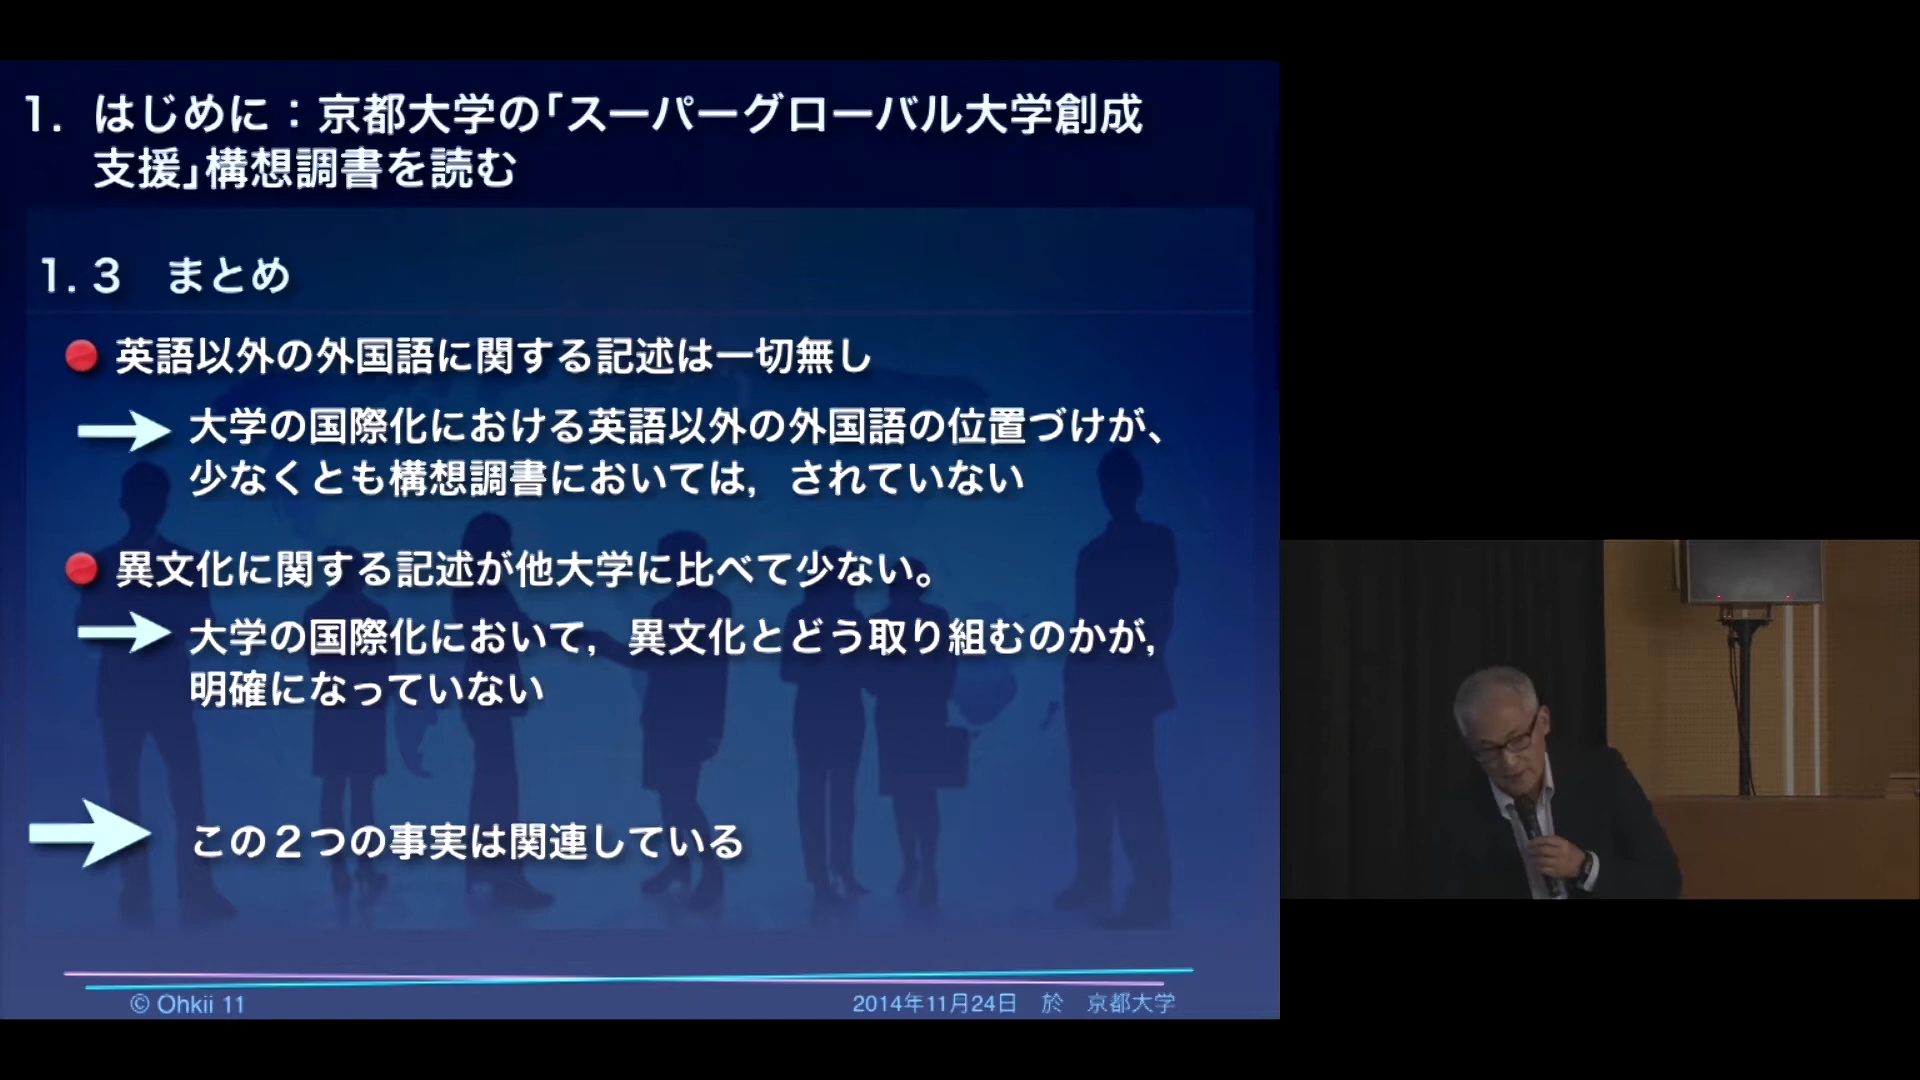 1. はじめに：京都大学の「スーパーグローバル大学創成
支援」構想調書を読む
1.3　まとめ
英語以外の外国語に関する記述は一切無し
大学の国際化における英語以外の外国語の位置づけが、
少なくとも構想調書においては，されていない
異文化に関する記述が他大学に比べて少ない。
大学の国際化において，異文化とどう取り組むのかが，
明確になっていない
この２つの事実は関連している
© Ohkii 11
2014年11月24日　於　京都大学